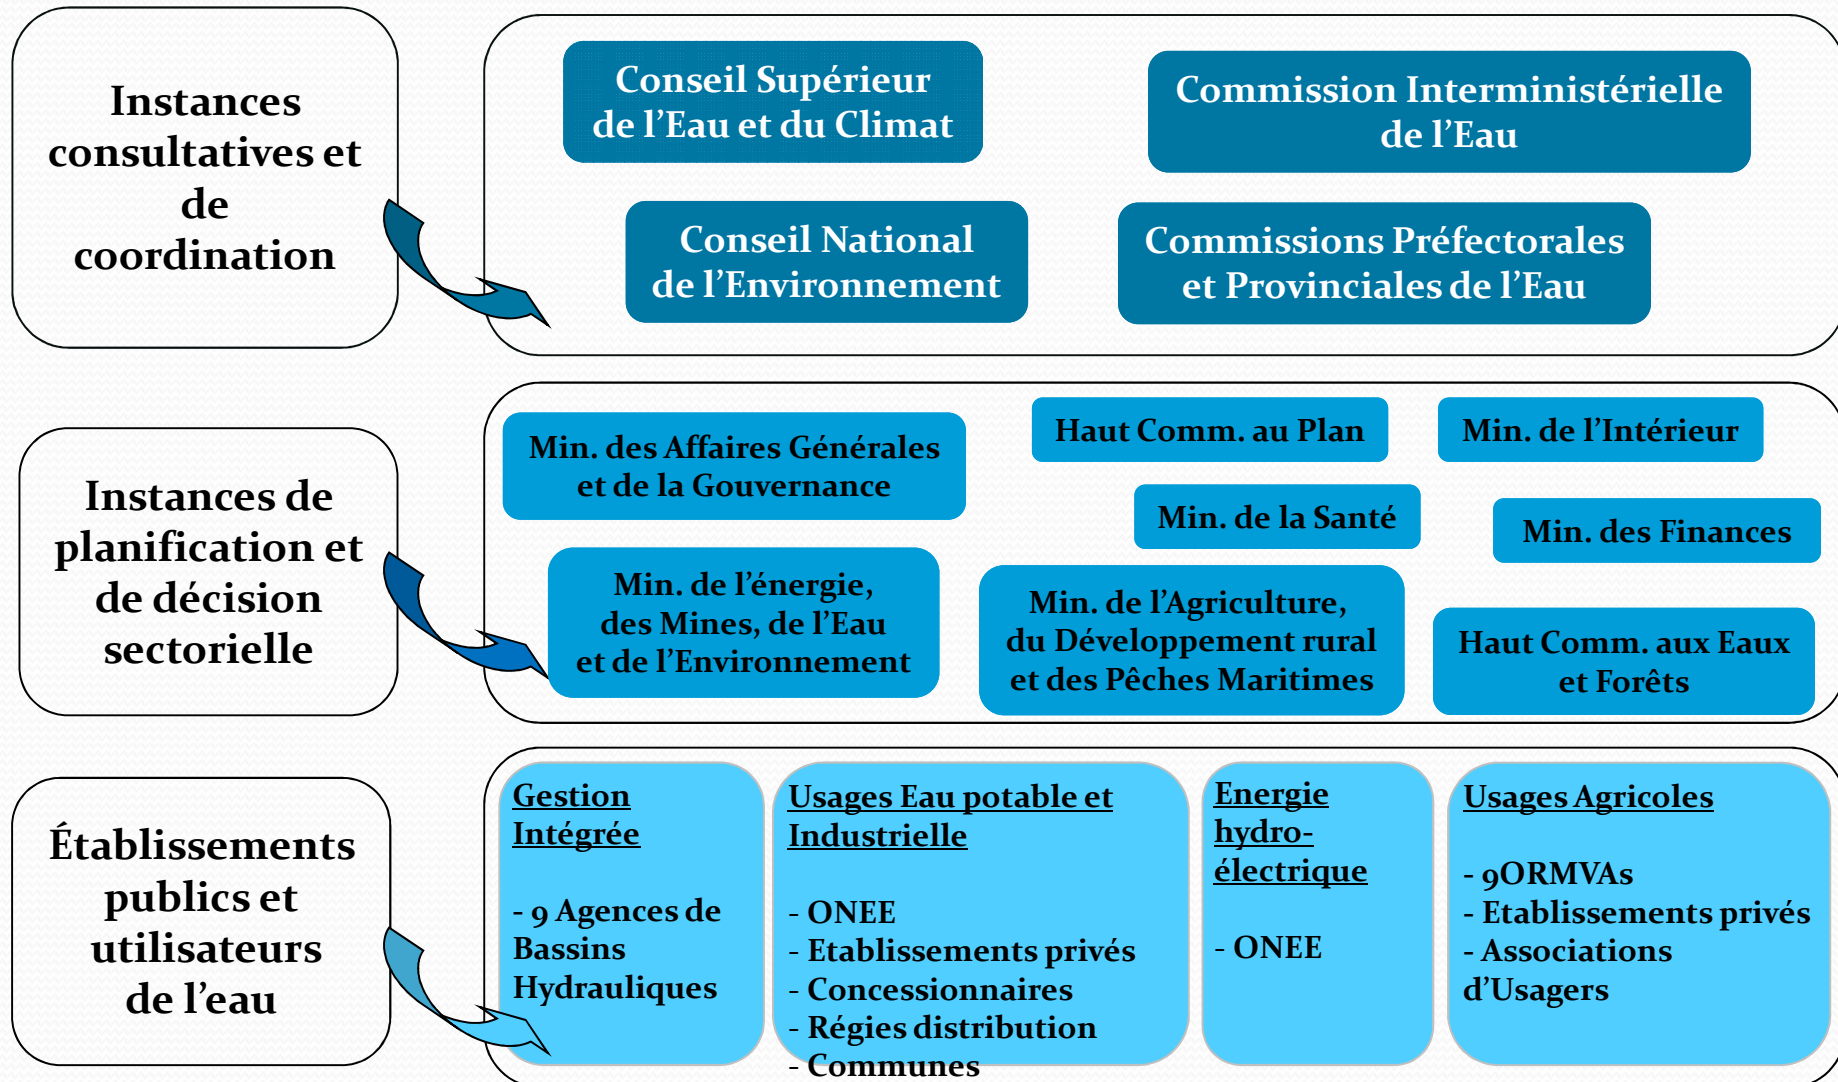 Instances
consultatives et
de
coordination
Conseil Supérieur
de l’Eau et du Climat
Commission Interministérielle
de l’Eau
Conseil National
de l’Environnement
Commissions Préfectorales
et Provinciales de l’Eau
Instances de
planification et
de décision
sectorielle
Min. des Affaires Générales
et de la Gouvernance
Haut Comm. au Plan
Min. de l’Intérieur
Min. de la Santé
Min. des Finances
Min. de l’énergie,
des Mines, de l’Eau
et de l’Environnement
Min. de l’Agriculture,
du Développement rural
et des Pêches Maritimes
Haut Comm. aux Eaux
et Forêts
Établissements
publics et
utilisateurs
de l’eau
Gestion
Intégrée
- 9 Agences de
Bassins
Hydrauliques
Usages Eau potable et
Industrielle
- ONEE
- Etablissements privés
- Concessionnaires
- Régies distribution
- Communes
Energie
hydro-
électrique
- ONEE
Usages Agricoles
- 9ORMVAs
- Etablissements privés
- Associations
d’Usagers